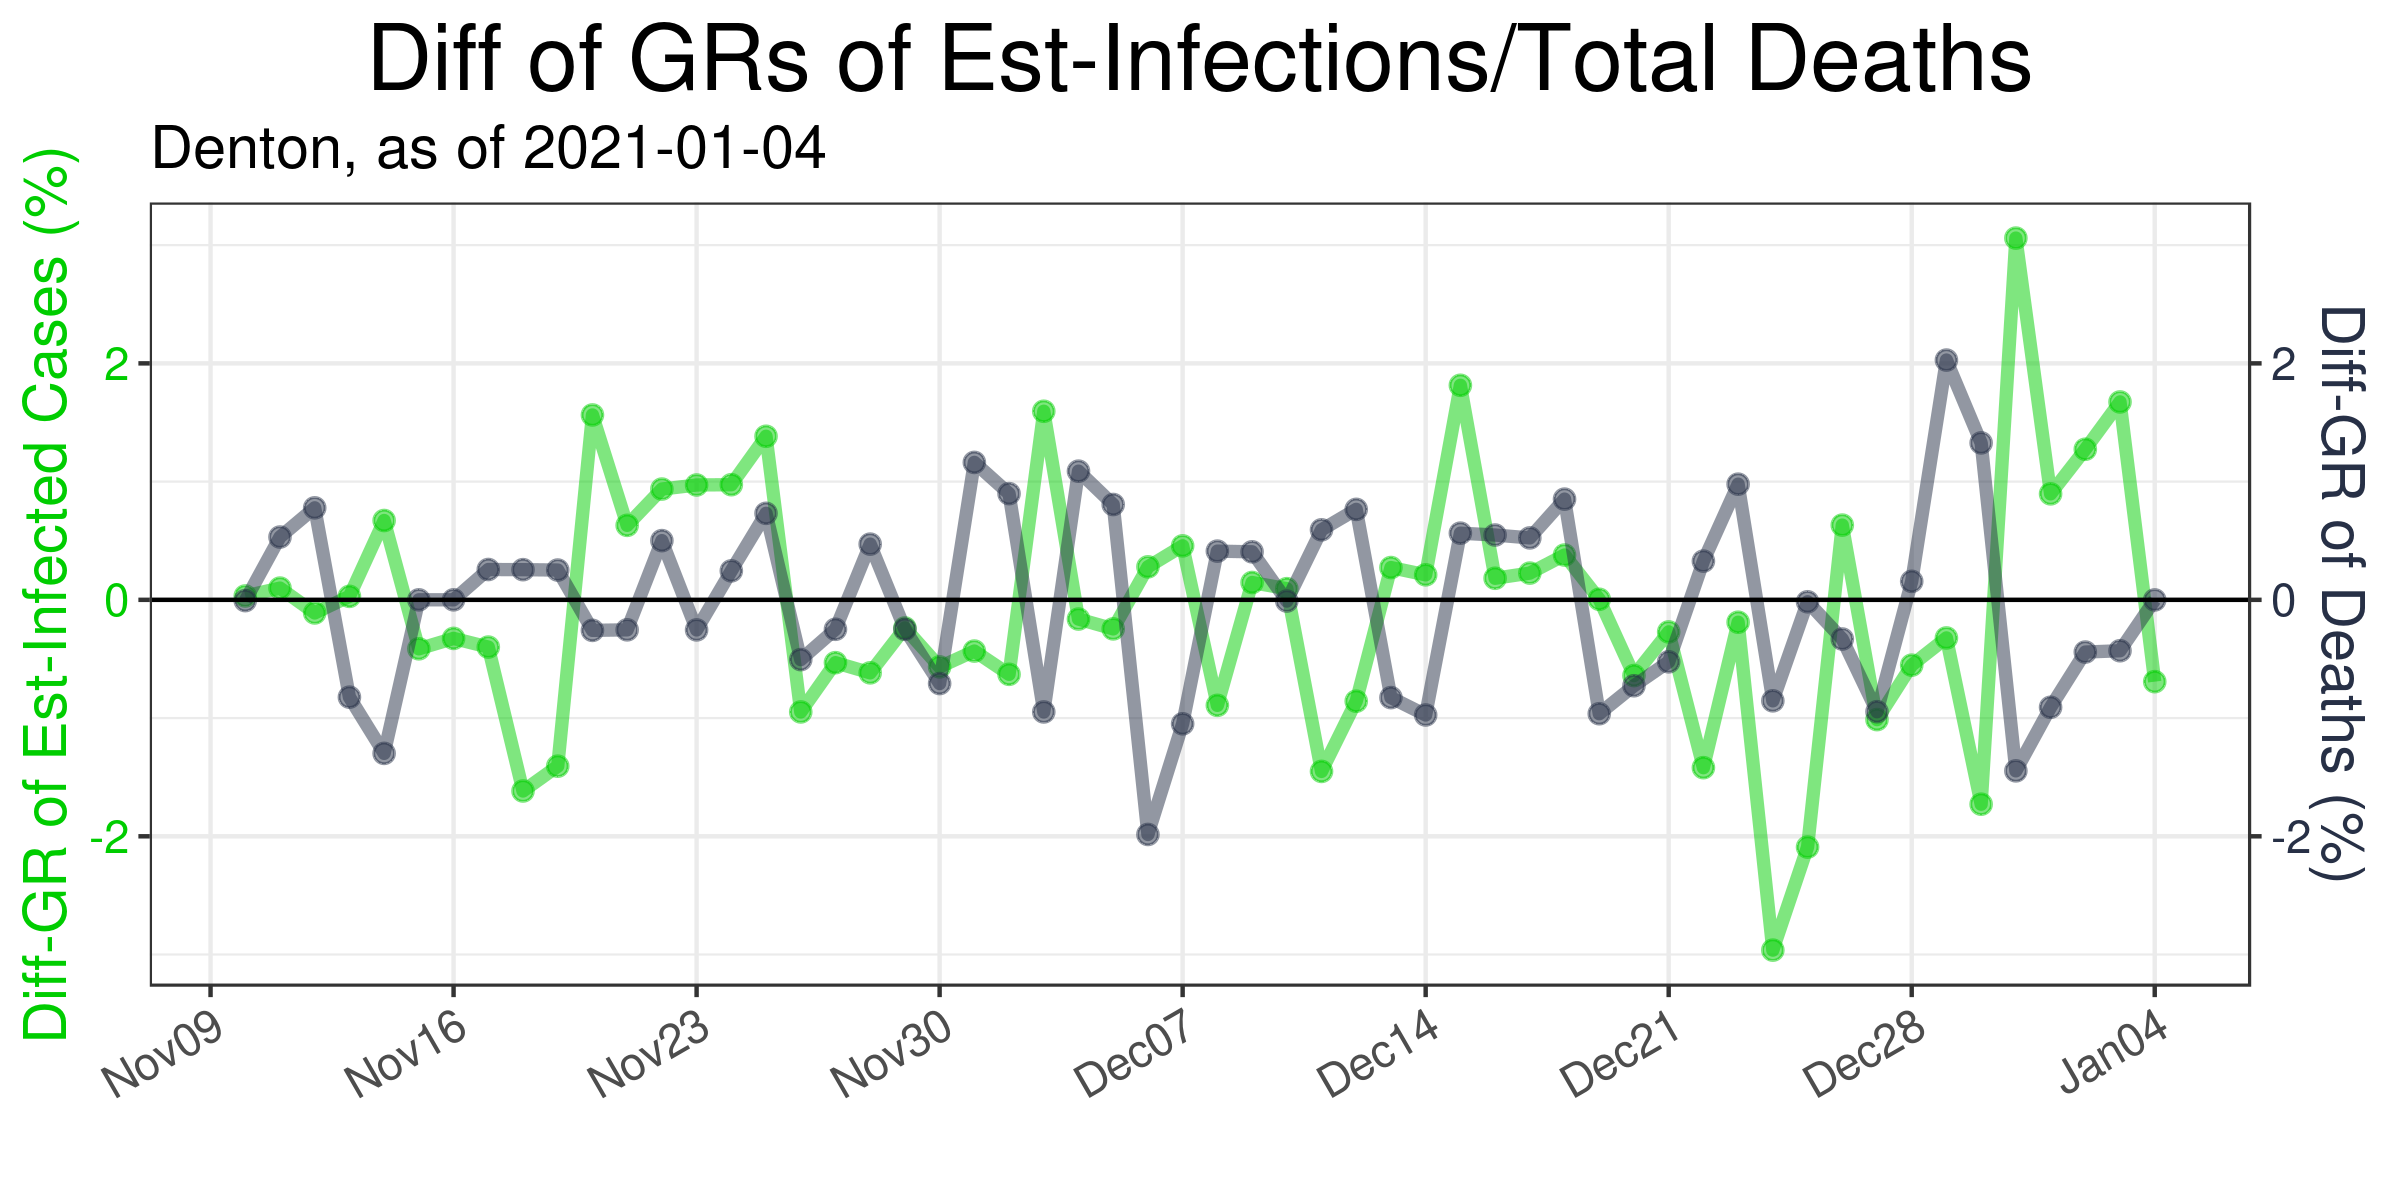 Diff of GRs of Est-Infections/Total Deaths
Denton, as of 2021-01-04
Diff-GR of Est-Infected Cases (%)
2
0
-2
2
0
-2
Diff-GR of Deaths (%)
Nov09
Nov16
Nov23
Nov30
Dec07
Dec14
Dec21
Dec28
Jan04